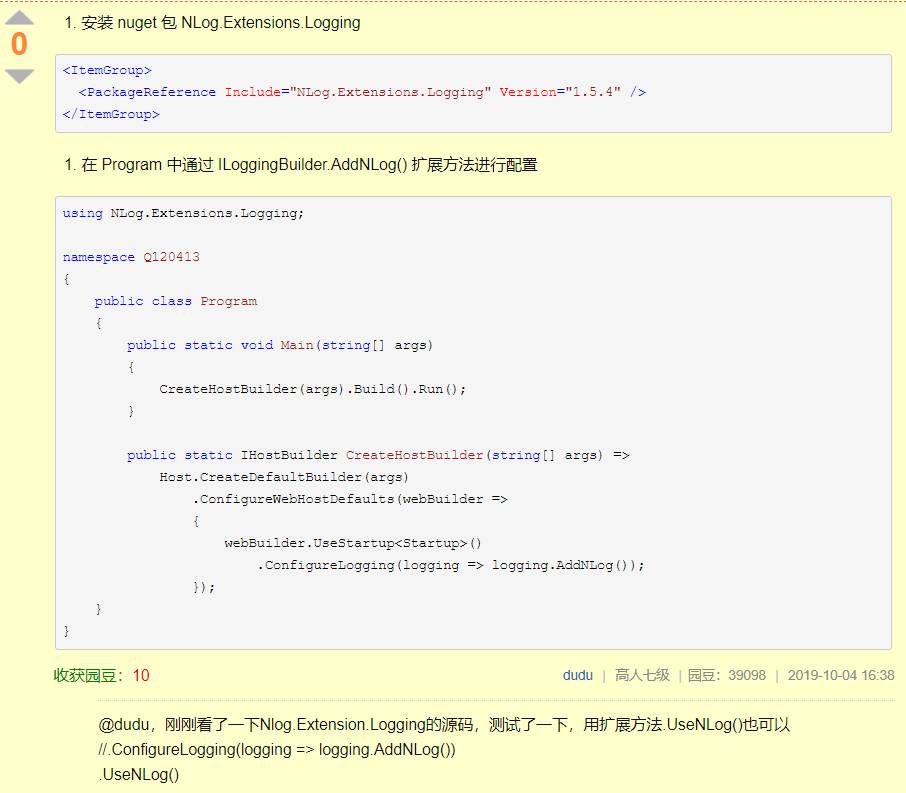 0
1. 安装 nuget 包 NLog.Extensions.Logging
<ItemGroup>
  <PackageReference Include="NLog.Extensions.Logging" Version="1.5.4" />
</ItemGroup>
1. 在 Program 中通过 ILoggingBuilder.AddNLog() 扩展方法进行配置
using NLog.Extensions.Logging;

namespace Q120413
{
    public class Program
    {
        public static void Main(string[] args)
        {
            CreateHostBuilder(args).Build().Run();
        }

        public static IHostBuilder CreateHostBuilder(string[] args) =>
            Host.CreateDefaultBuilder(args)
                .ConfigureWebHostDefaults(webBuilder =>
                {
                    webBuilder.UseStartup<Startup>()
                        .ConfigureLogging(logging => logging.AddNLog());
                });
    }
}
收获园豆：10
dudu | 高人七级 | 园豆：39098 | 2019-10-04 16:38
@dudu，刚刚看了一下Nlog.Extension.Logging的源码，测试了一下，用扩展方法.UseNLog()也可以
//.ConfigureLogging(logging => logging.AddNLog())
.UseNLog()